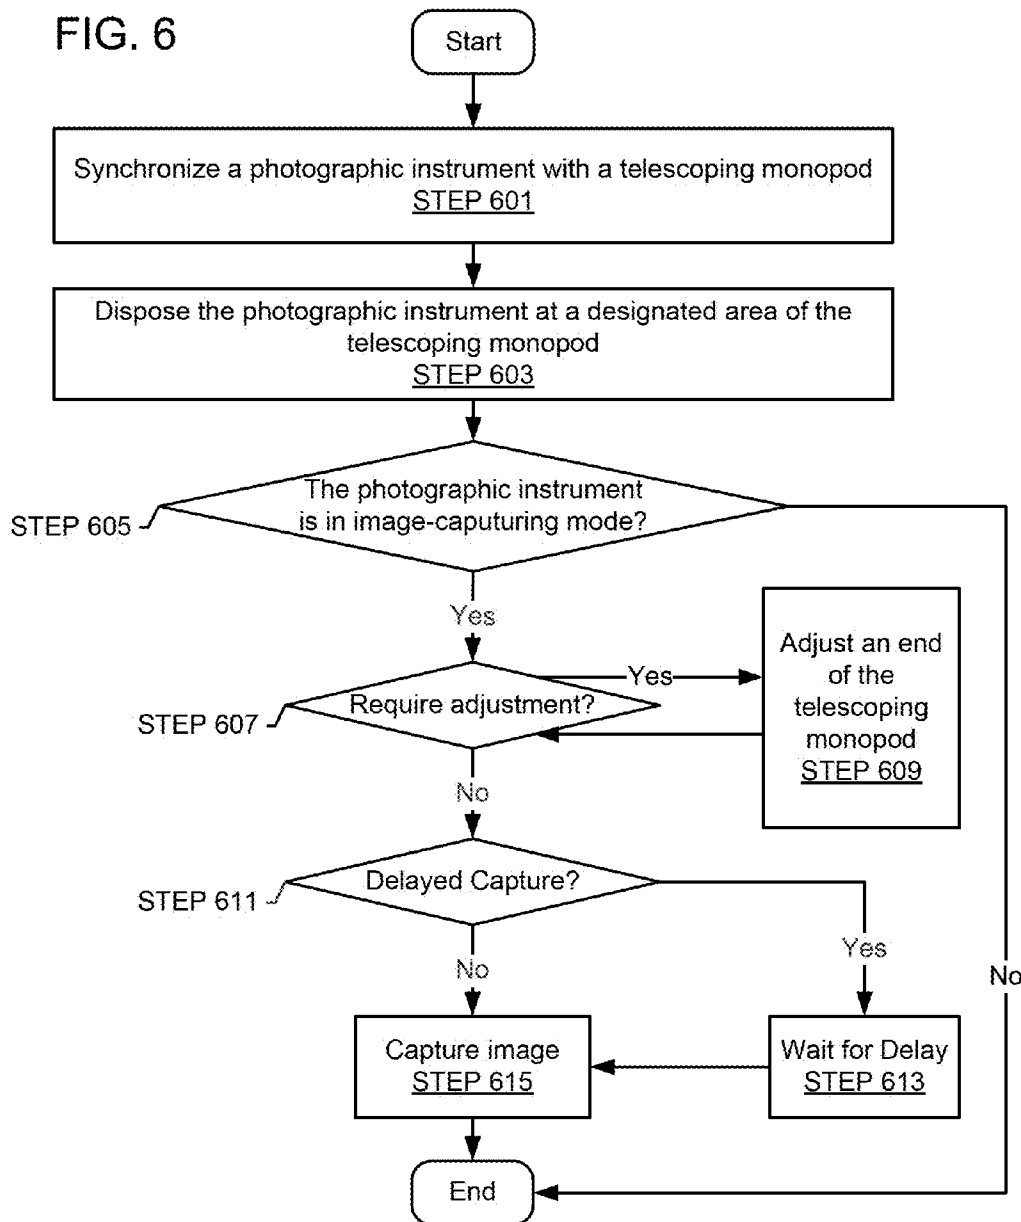 FIG. 6
Start
Synchronize a photographic instrument with a telescoping monopod
STEP 601
Dispose the photographic instrument at a designated area of the
telescoping monopod
STEP 603
The photographic instrument
is in image-caputuring mode?
STEP 605
Yes
Require adjustment?
STEP 607
Yes
Adjust an end
of the
telescoping
monopod
STEP 609
No
Delayed Capture?
STEP 611
Yes
No
No
Capture image
STEP 615
Wait for Delay
STEP 613
End